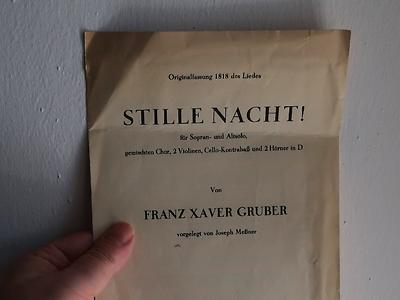 Originalfassung 1818 des Liedes
STILLE NACHT!
für Sopran- und Altsolo,
gemischten Chor, 2 Violinen, Cello-Kontrabaß und 2 Hörner in D
Von
FRANZ XAVER GRUBER
vorgelegt von Joseph Meßner